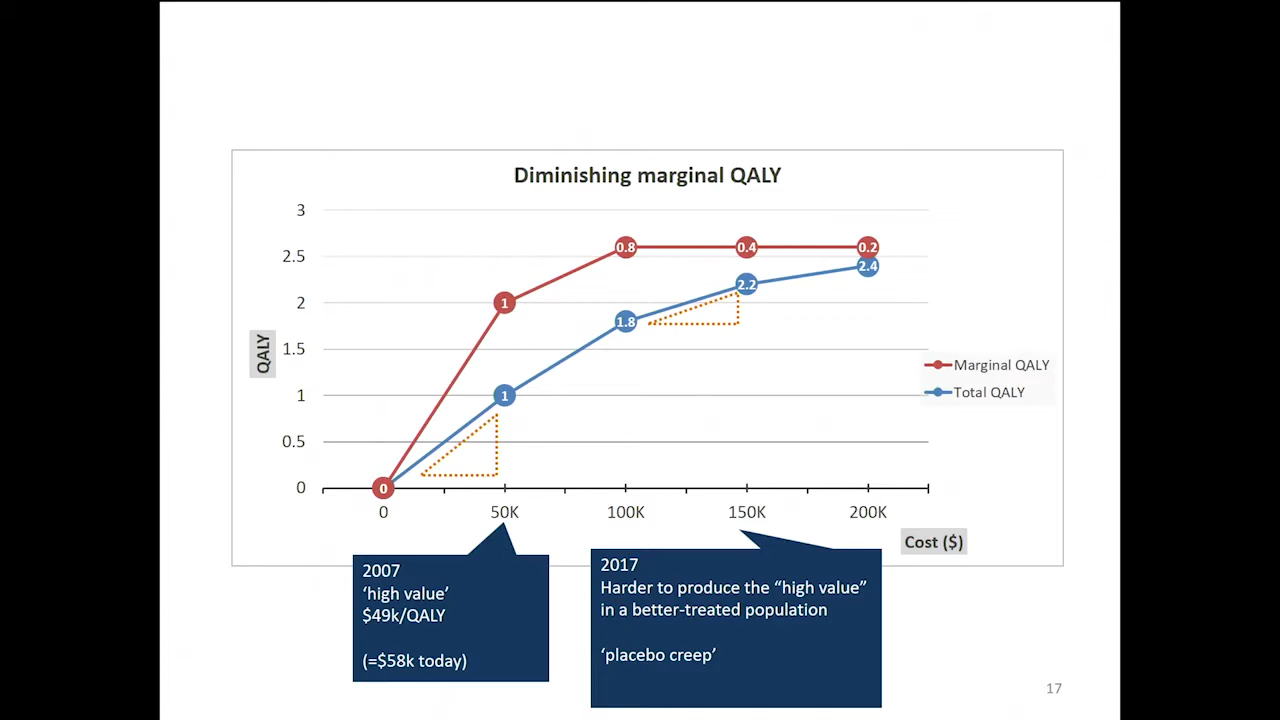 Diminishing marginal QALY
3
2.5
2
1.5
1
0.5
0
QALY
0.8
0.4
0.2
2.4
1
2.2
1.8
1
0
Marginal QALY
Total QALY
0
50K
100K
150K
200K
Cost ($)
2007
‘high value’
$49k/QALY
(=$58k today)
2017
Harder to produce the “high value”
in a better-treated population
‘placebo creep’
17